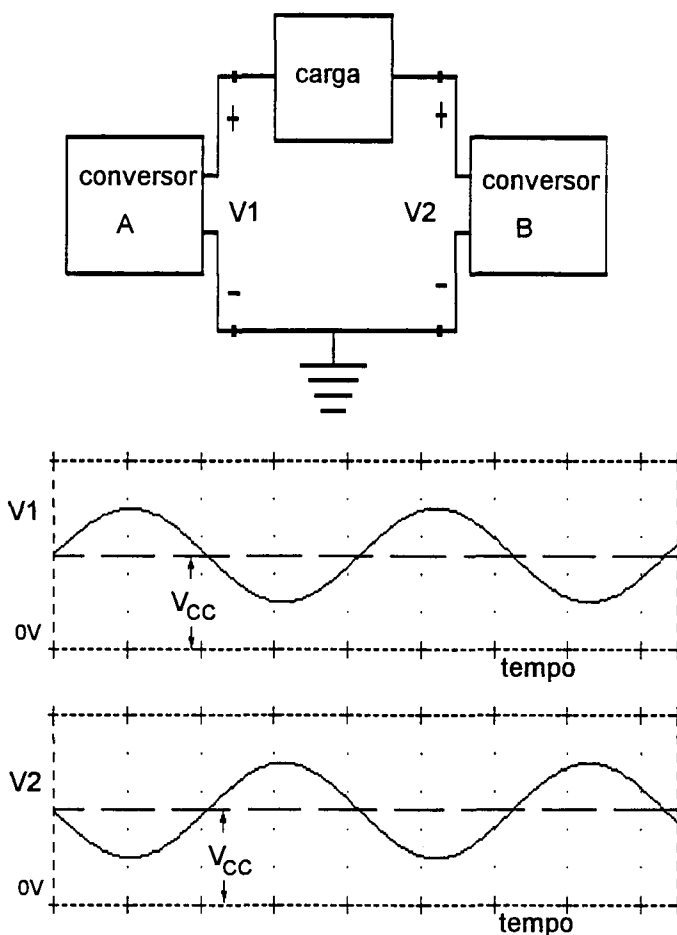 carga
+
+
conversor
A
V1
V2
conversor
B
-
-
V1
VCC
0V
tempo
V2
VCC
0V
tempo